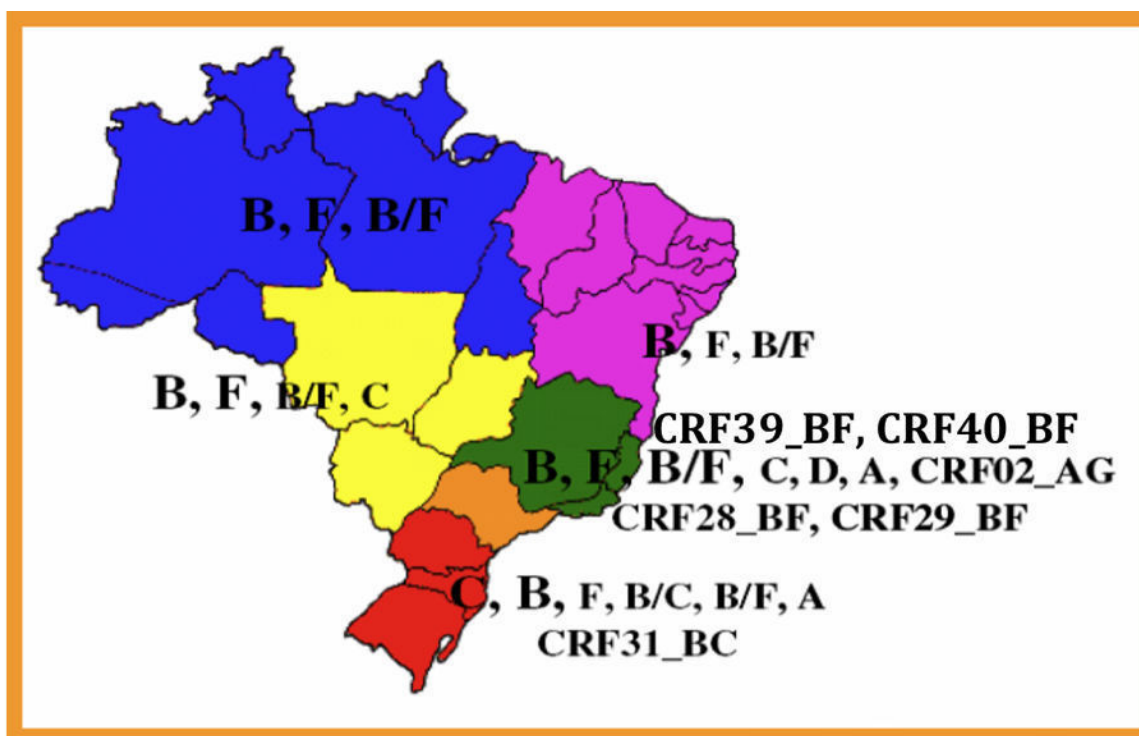 B, F, B/F
B, F, B/F
B, F, B/F, C
CRF39_BF, CRF40_BF
B, F, B/F, C, D, A, CRF02_AG
CRF28_BF, CRF29_BF
C, B, F, B/C, B/F, A
CRF31_BC